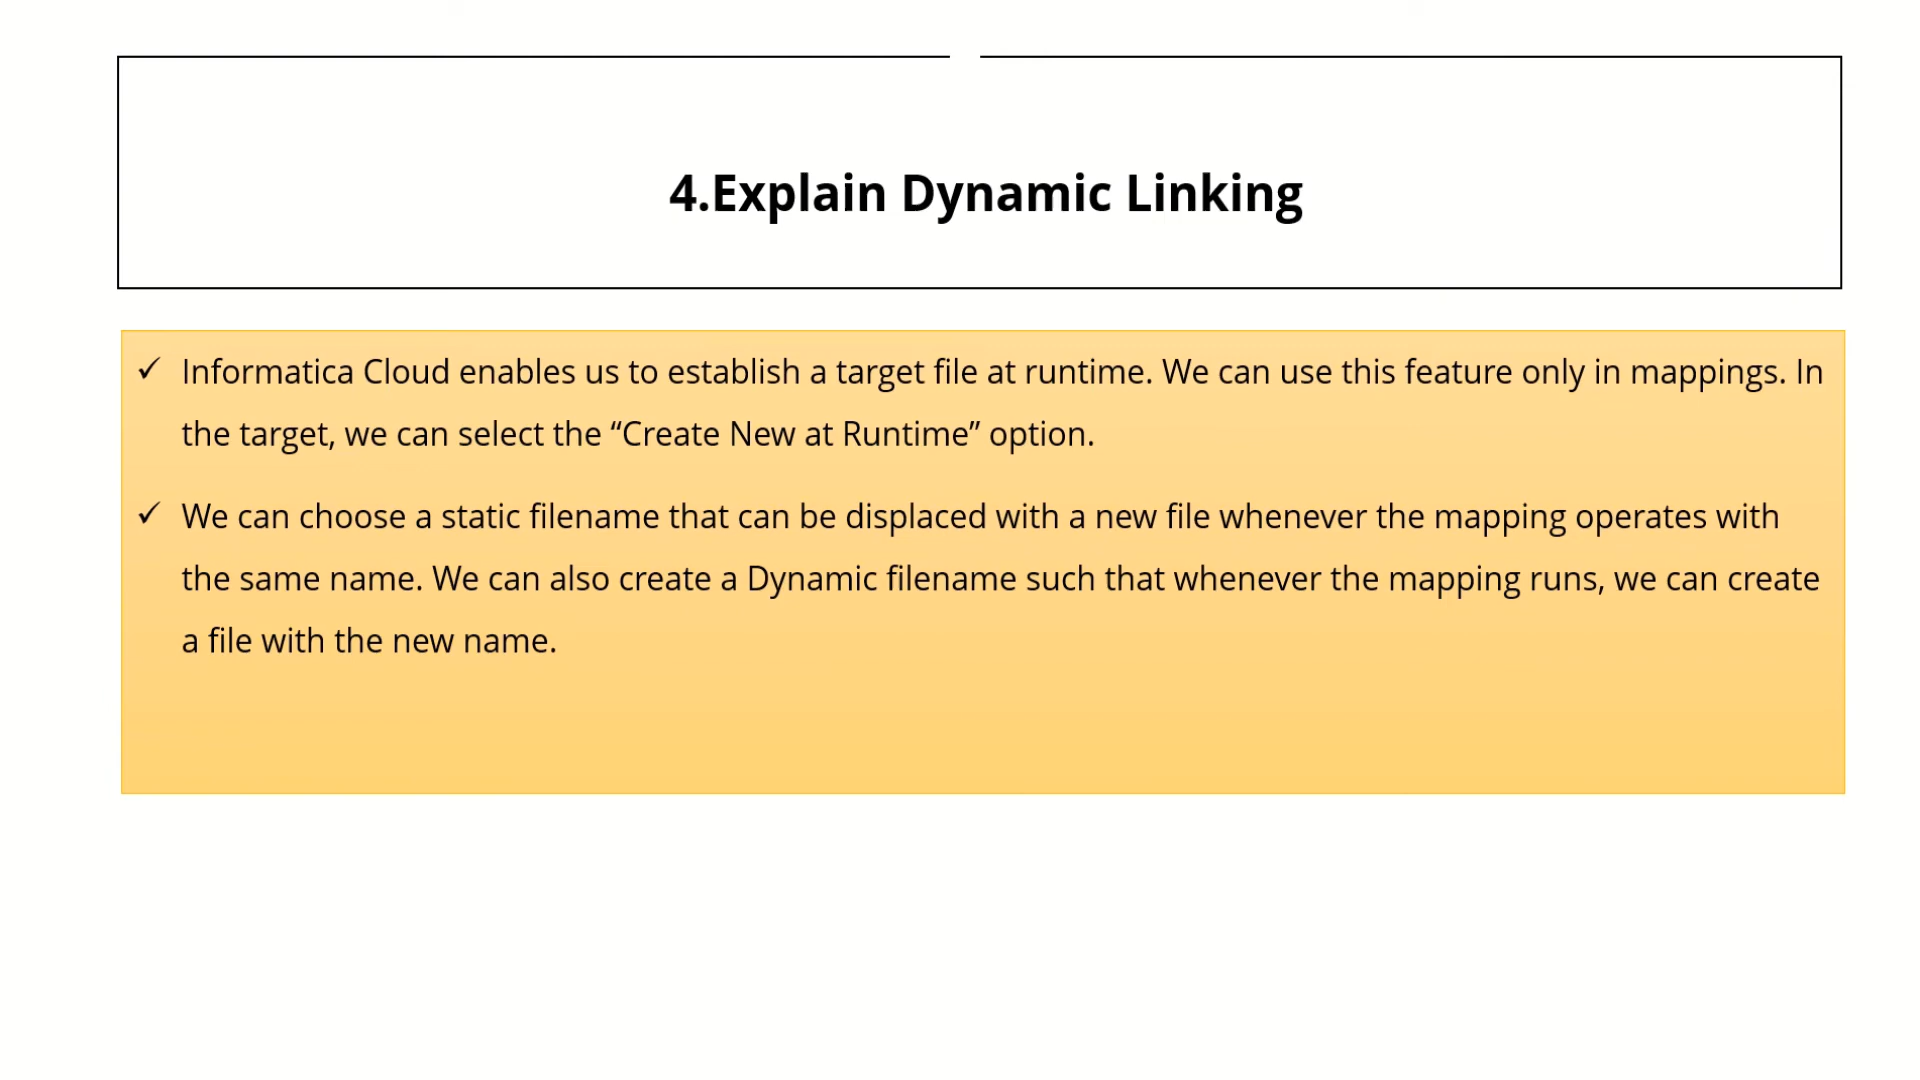 4.Explain Dynamic Linking
✓ Informatica Cloud enables us to establish a target file at runtime. We can use this feature only in mappings. In
the target, we can select the “Create New at Runtime” option.
✓ We can choose a static filename that can be displaced with a new file whenever the mapping operates with
the same name. We can also create a Dynamic filename such that whenever the mapping runs, we can create
a file with the new name.